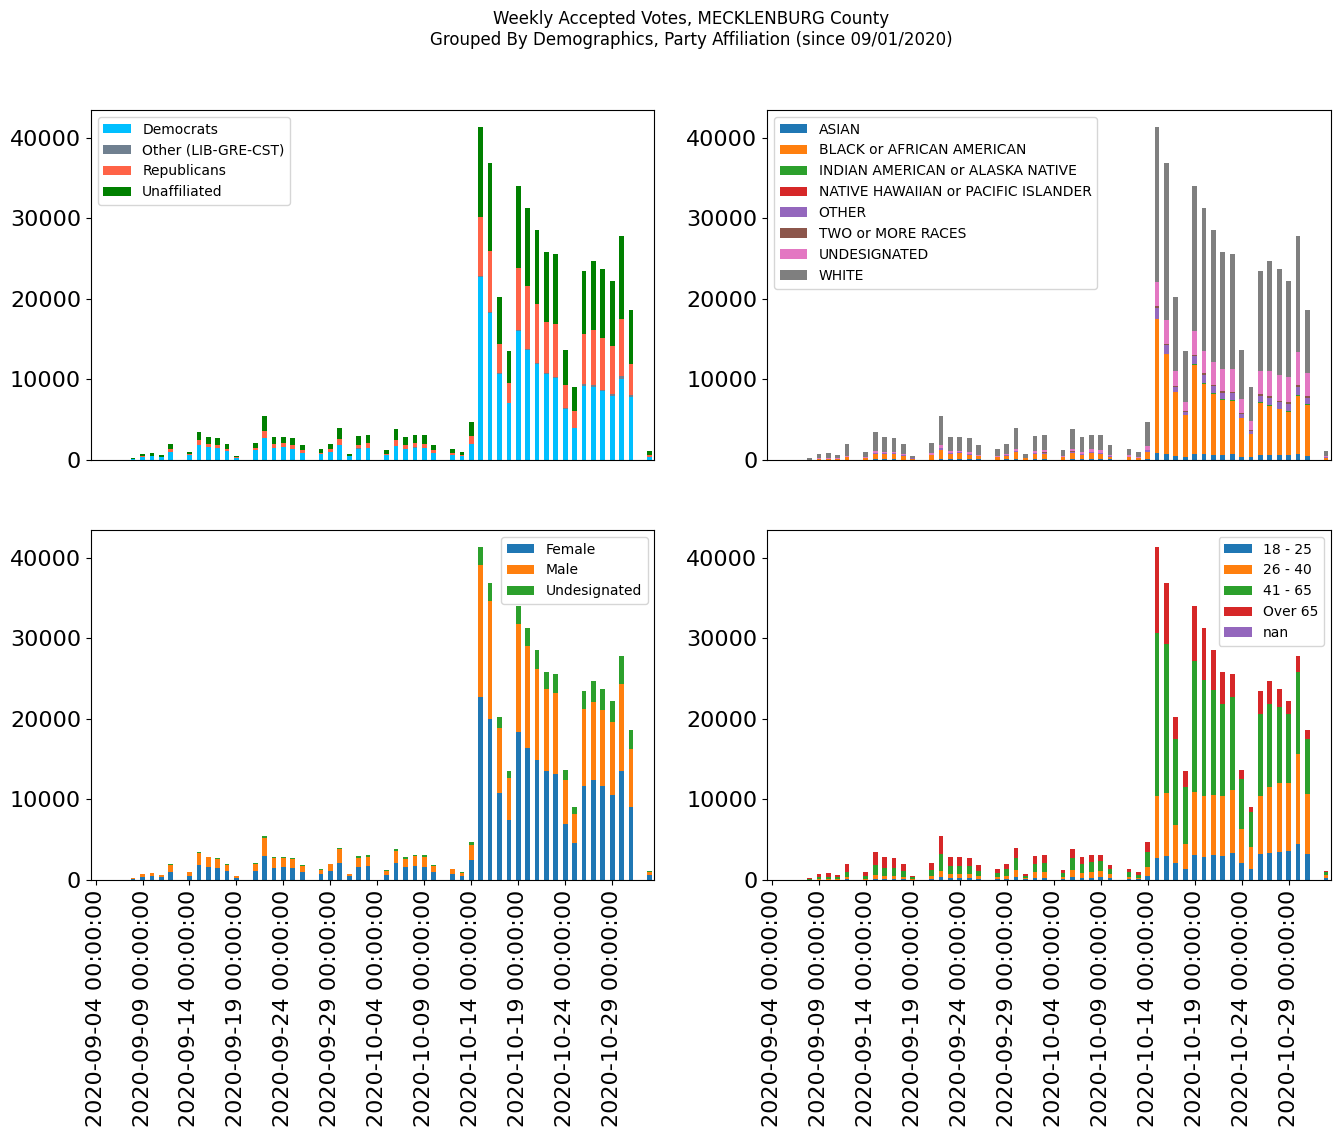 Weekly Accepted Votes, MECKLENBURG County
Grouped By Demographics, Party Affiliation (since 09/01/2020)
40000
30000
20000
10000
0
Democrats
Other (LIB-GRE-CST)
Republicans
Unaffiliated
40000
30000
20000
10000
0
ASIAN
BLACK or AFRICAN AMERICAN
INDIAN AMERICAN or ALASKA NATIVE
NATIVE HAWAIIAN or PACIFIC ISLANDER
OTHER
TWO or MORE RACES
UNDESIGNATED
WHITE
40000
30000
20000
10000
0
Female
Male
Undesignated
2020-09-04 00:00:00
2020-09-09 00:00:00
2020-09-14 00:00:00
2020-09-19 00:00:00
2020-09-24 00:00:00
2020-09-29 00:00:00
2020-10-04 00:00:00
2020-10-09 00:00:00
2020-10-14 00:00:00
2020-10-19 00:00:00
2020-10-24 00:00:00
2020-10-29 00:00:00
40000
30000
20000
10000
0
18 - 25
26 - 40
41 - 65
Over 65
nan
2020-09-04 00:00:00
2020-09-09 00:00:00
2020-09-14 00:00:00
2020-09-19 00:00:00
2020-09-24 00:00:00
2020-09-29 00:00:00
2020-10-04 00:00:00
2020-10-09 00:00:00
2020-10-14 00:00:00
2020-10-19 00:00:00
2020-10-24 00:00:00
2020-10-29 00:00:00